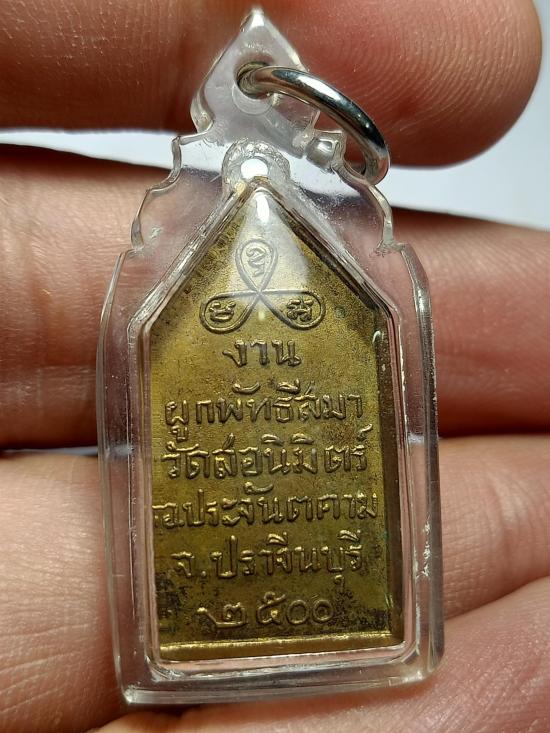 งาน
ผูกพัทธีสมา
วัดสอนิมิตร์
อ.ประจันตคาม
จ.ปราจีนบุรี
๒๕๐๐